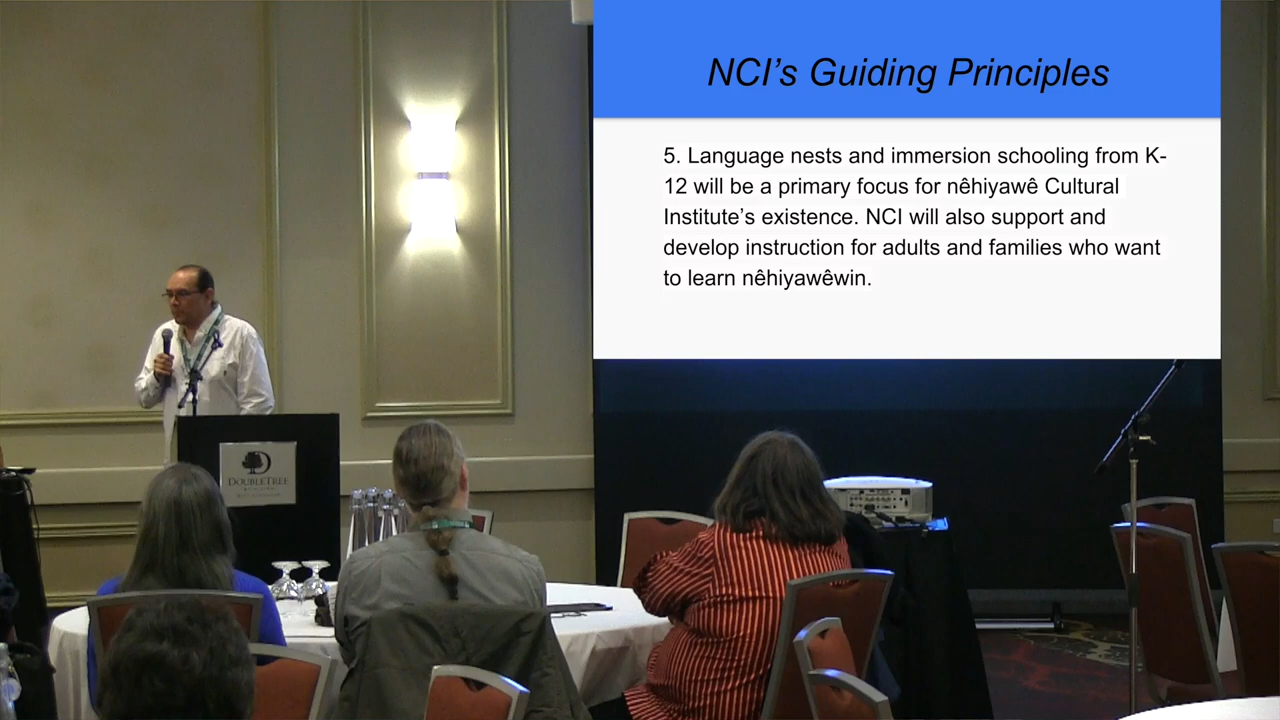 NCI’s Guiding Principles
5. Language nests and immersion schooling from K-
12 will be a primary focus for nêhiyawê Cultural
Institute’s existence. NCI will also support and
develop instruction for adults and families who want
to learn nêhiyawêwin.
DOUBLETREE